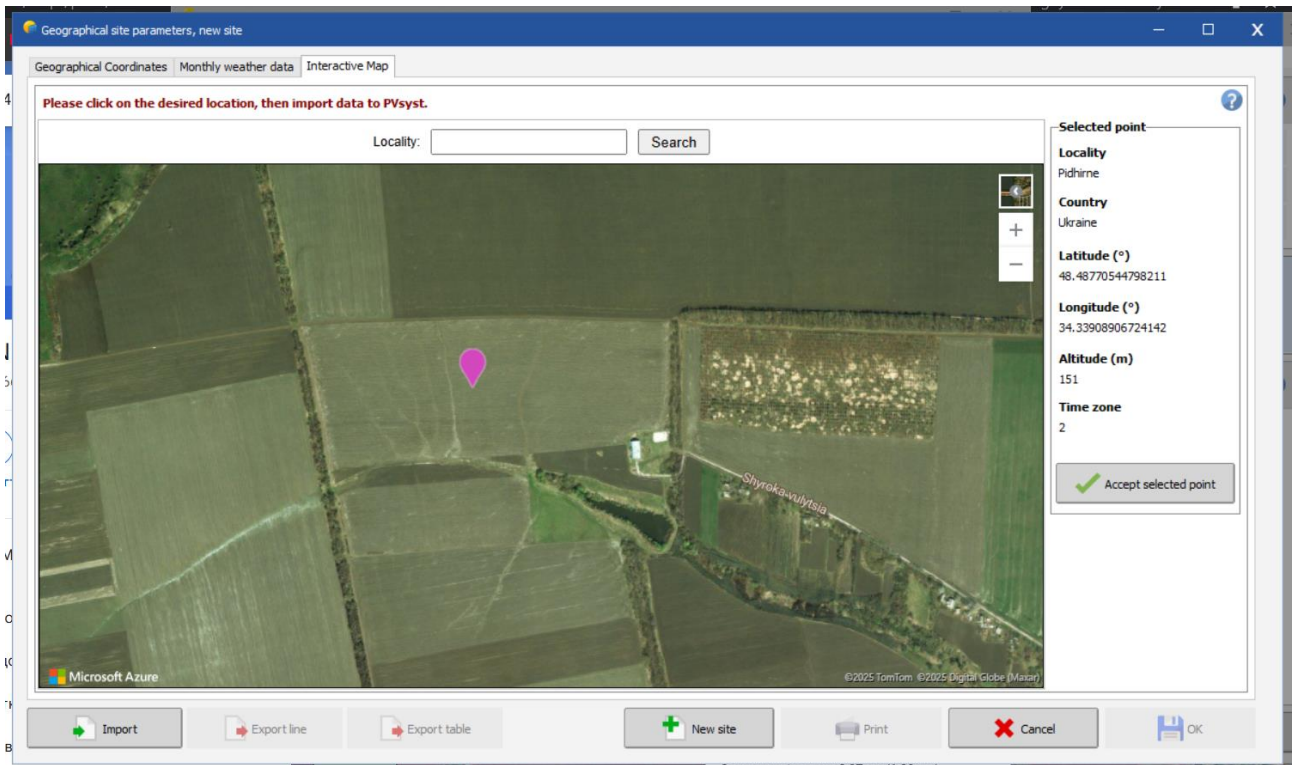 Geographical site parameters, new site
Geographical Coordinates Monthly weather data Interactive Map
Please click on the desired location, then import data to PVsyst.
Locality: Search
Shyroka vulytsia
Microsoft Azure
©2025 TomTom ©2025 Digital Globe (Maxar)
Selected point
Locality
Pidhirne
Country
Ukraine
Latitude (°)
48.48770544798211
Longitude (°)
34.33908906724142
Altitude (m)
151
Time zone
2
Accept selected point
Import Export line Export table New site Print Cancel OK